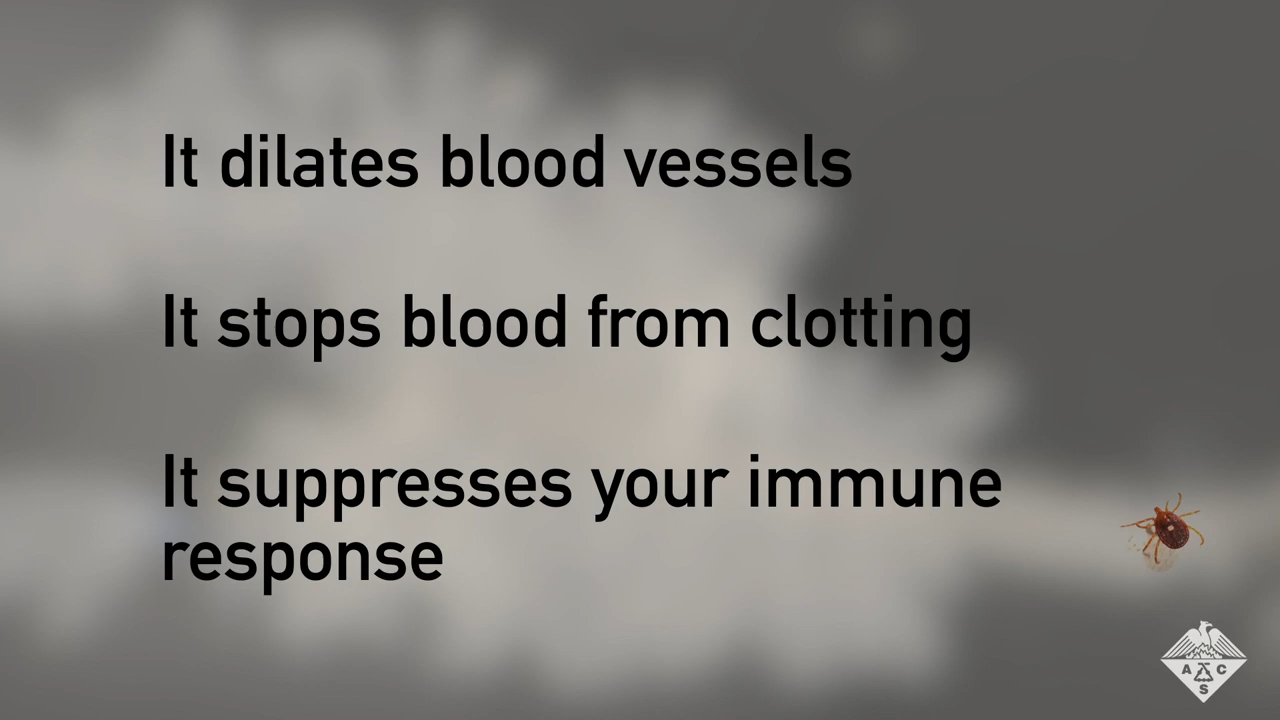 It dilates blood vessels
It stops blood from clotting
It suppresses your immune
response
A C
S